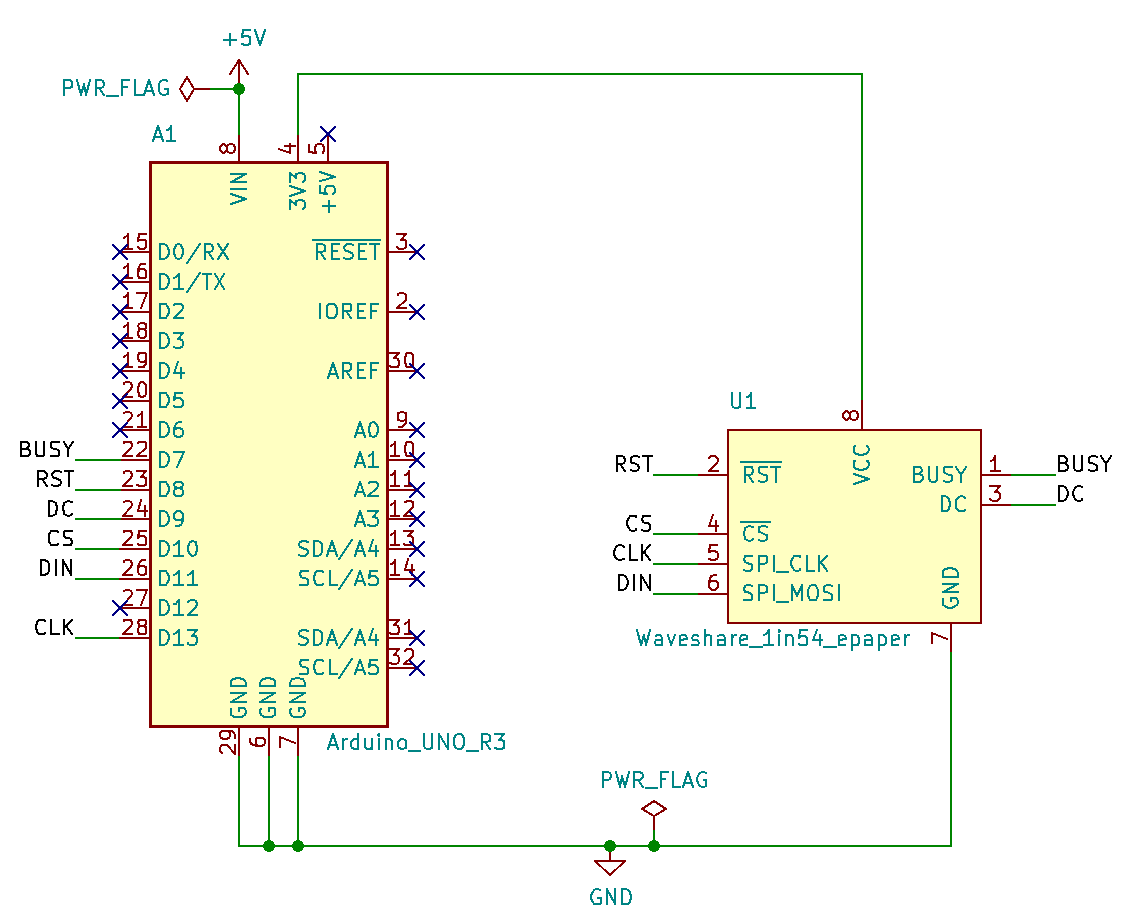 +5V
PWR_FLAG
A1
8
4
5
VIN
3V3
+5V
15
D0/RX
RESET
3
16
D1/TX
17
D2
IOREF
2
18
D3
19
D4
AREF
30
20
D5
21
D6
A0
9
BUSY
22
D7
A1
10
RST
23
D8
A2
11
DC
24
D9
A3
12
CS
25
D10
SDA/A4
13
DIN
26
D11
SCL/A5
14
27
D12
CLK
28
D13
SDA/A4
31
SCL/A5
32
GND
GND
GND
29
6
7
Arduino_UNO_R3
U1
8
VCC
RST
2
RST
BUSY
1
BUSY
DC
3
DC
CS
4
CS
CLK
5
SPI_CLK
DIN
6
SPI_MOSI
GND
7
Waveshare_1in54_epaper
PWR_FLAG
GND